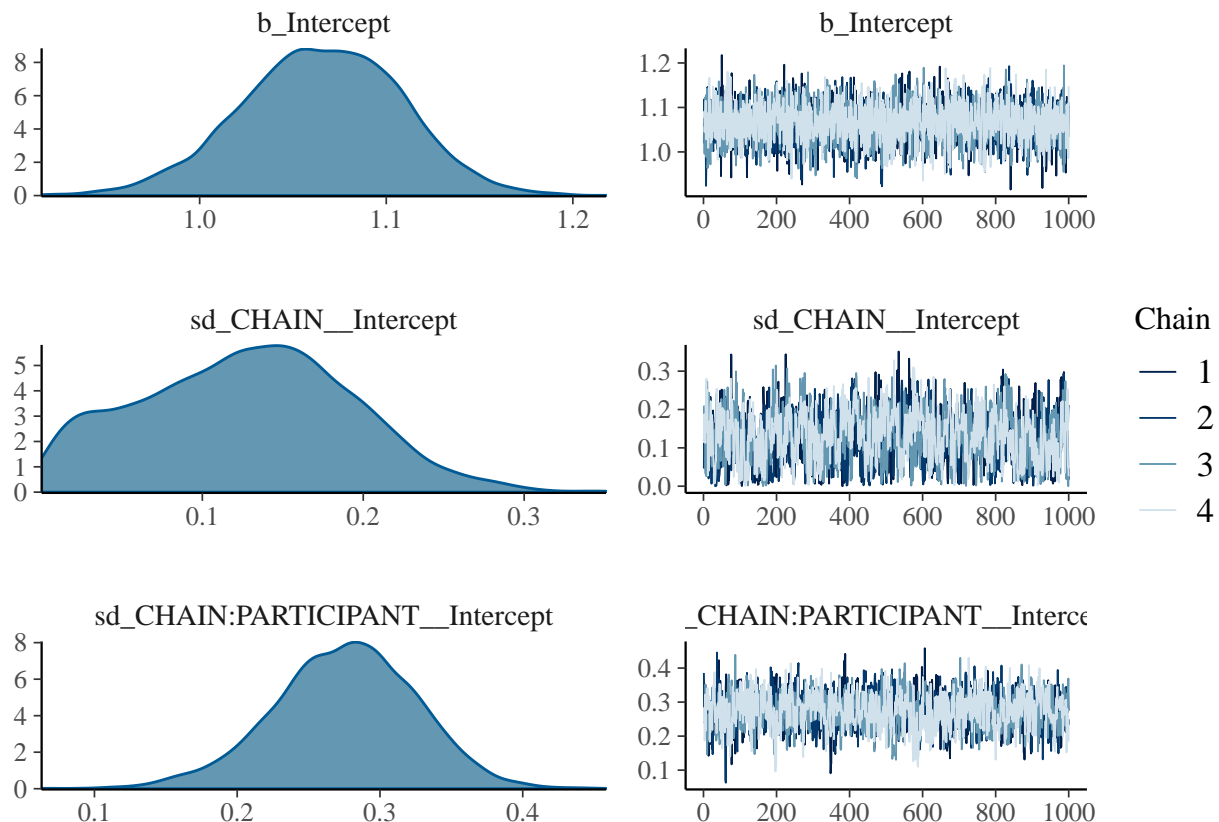 b_Intercept
8
6
4
2
0
1.0 1.1 1.2
b_Intercept
1.2
1.1
1.0
0 200 400 600 800 1000
sd_CHAIN__Intercept
5
4
3
2
1
0
0.1 0.2 0.3
sd_CHAIN__Intercept
0.3
0.2
0.1
0.0
0 200 400 600 800 1000
sd_CHAIN:PARTICIPANT__Intercept
8
6
4
2
0
0.1 0.2 0.3 0.4
_CHAIN:PARTICIPANT__Interce
0.4
0.3
0.2
0.1
0 200 400 600 800 1000
Chain
1
2
3
4